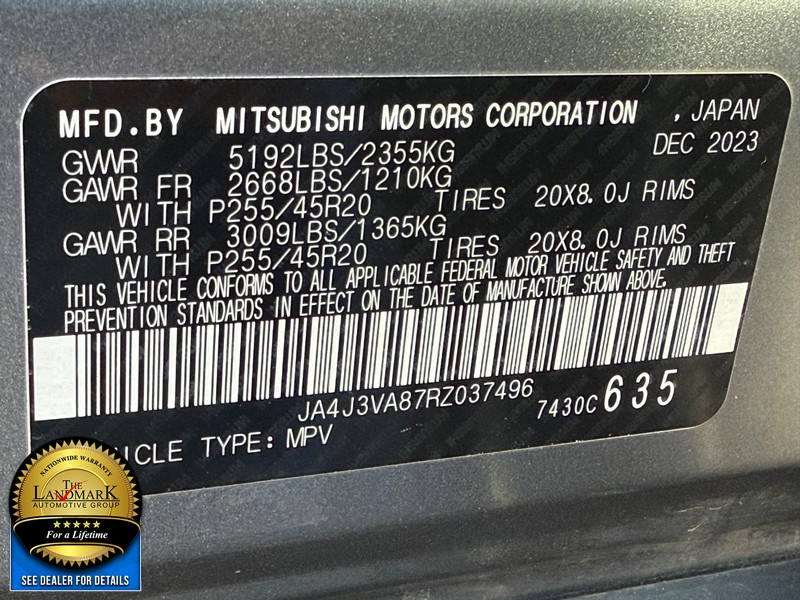 MFD.BY MITSUBISHI MOTORS CORPORATION , JAPAN
GVWR 5192LBS/2355KG DEC 2023
GAWR FR 2668LBS/1210KG
WITH P255/45R20 TIRES 20X8.0J RIMS
GAWR RR 3009LBS/1365KG
WITH P255/45R20 TIRES 20X8.0J RIMS
THIS VEHICLE CONFORMS TO ALL APPLICABLE FEDERAL MOTOR VEHICLE SAFETY AND THEFT
PREVENTION STANDARDS IN EFFECT ON THE DATE OF MANUFACTURE SHOWN ABOVE.
JA4J3VA87RZ037496 7430C 635
TYPE: MPV
NATIONWIDE WARRANTY
THE
LANDMARK
AUTOMOTIVE GROUP
For a Lifetime
SEE DEALER FOR DETAILS